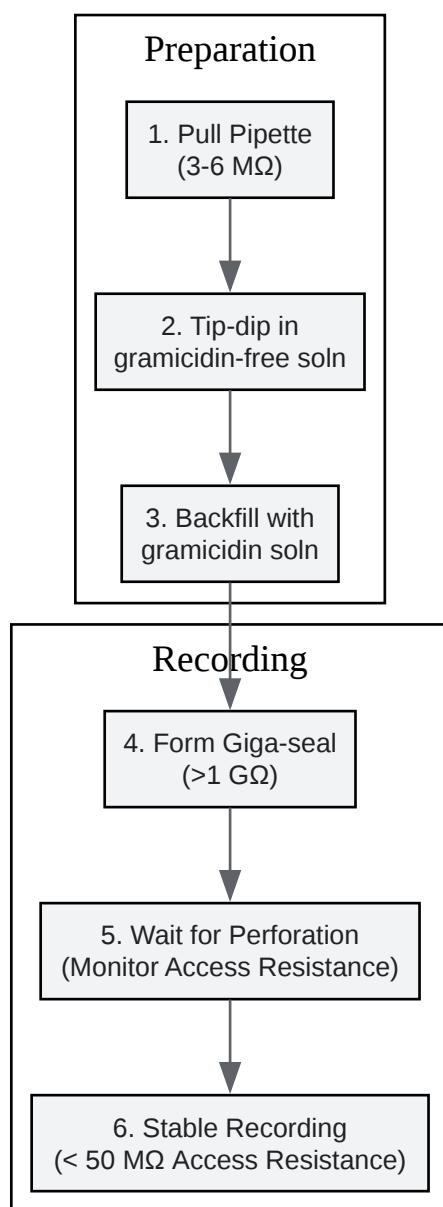 Preparation
1. Pull Pipette
(3-6 MΩ)
2. Tip-dip in
gramicidin-free soln
3. Backfill with
gramicidin soln
Recording
4. Form Giga-seal
(>1 GΩ)
5. Wait for Perforation
(Monitor Access Resistance)
6. Stable Recording
(< 50 MΩ Access Resistance)